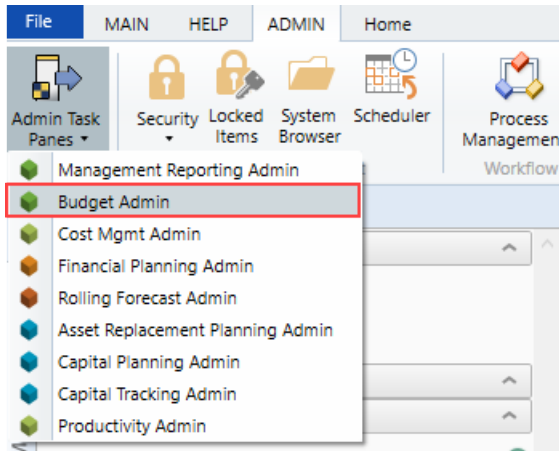 File MAIN HELP ADMIN Home
Admin Task Panes
Security
Locked Items
System Browser
Scheduler
Process Managemen
Workflow
Management Reporting Admin
Budget Admin
Cost Mgmt Admin
Financial Planning Admin
Rolling Forecast Admin
Asset Replacement Planning Admin
Capital Planning Admin
Capital Tracking Admin
Productivity Admin